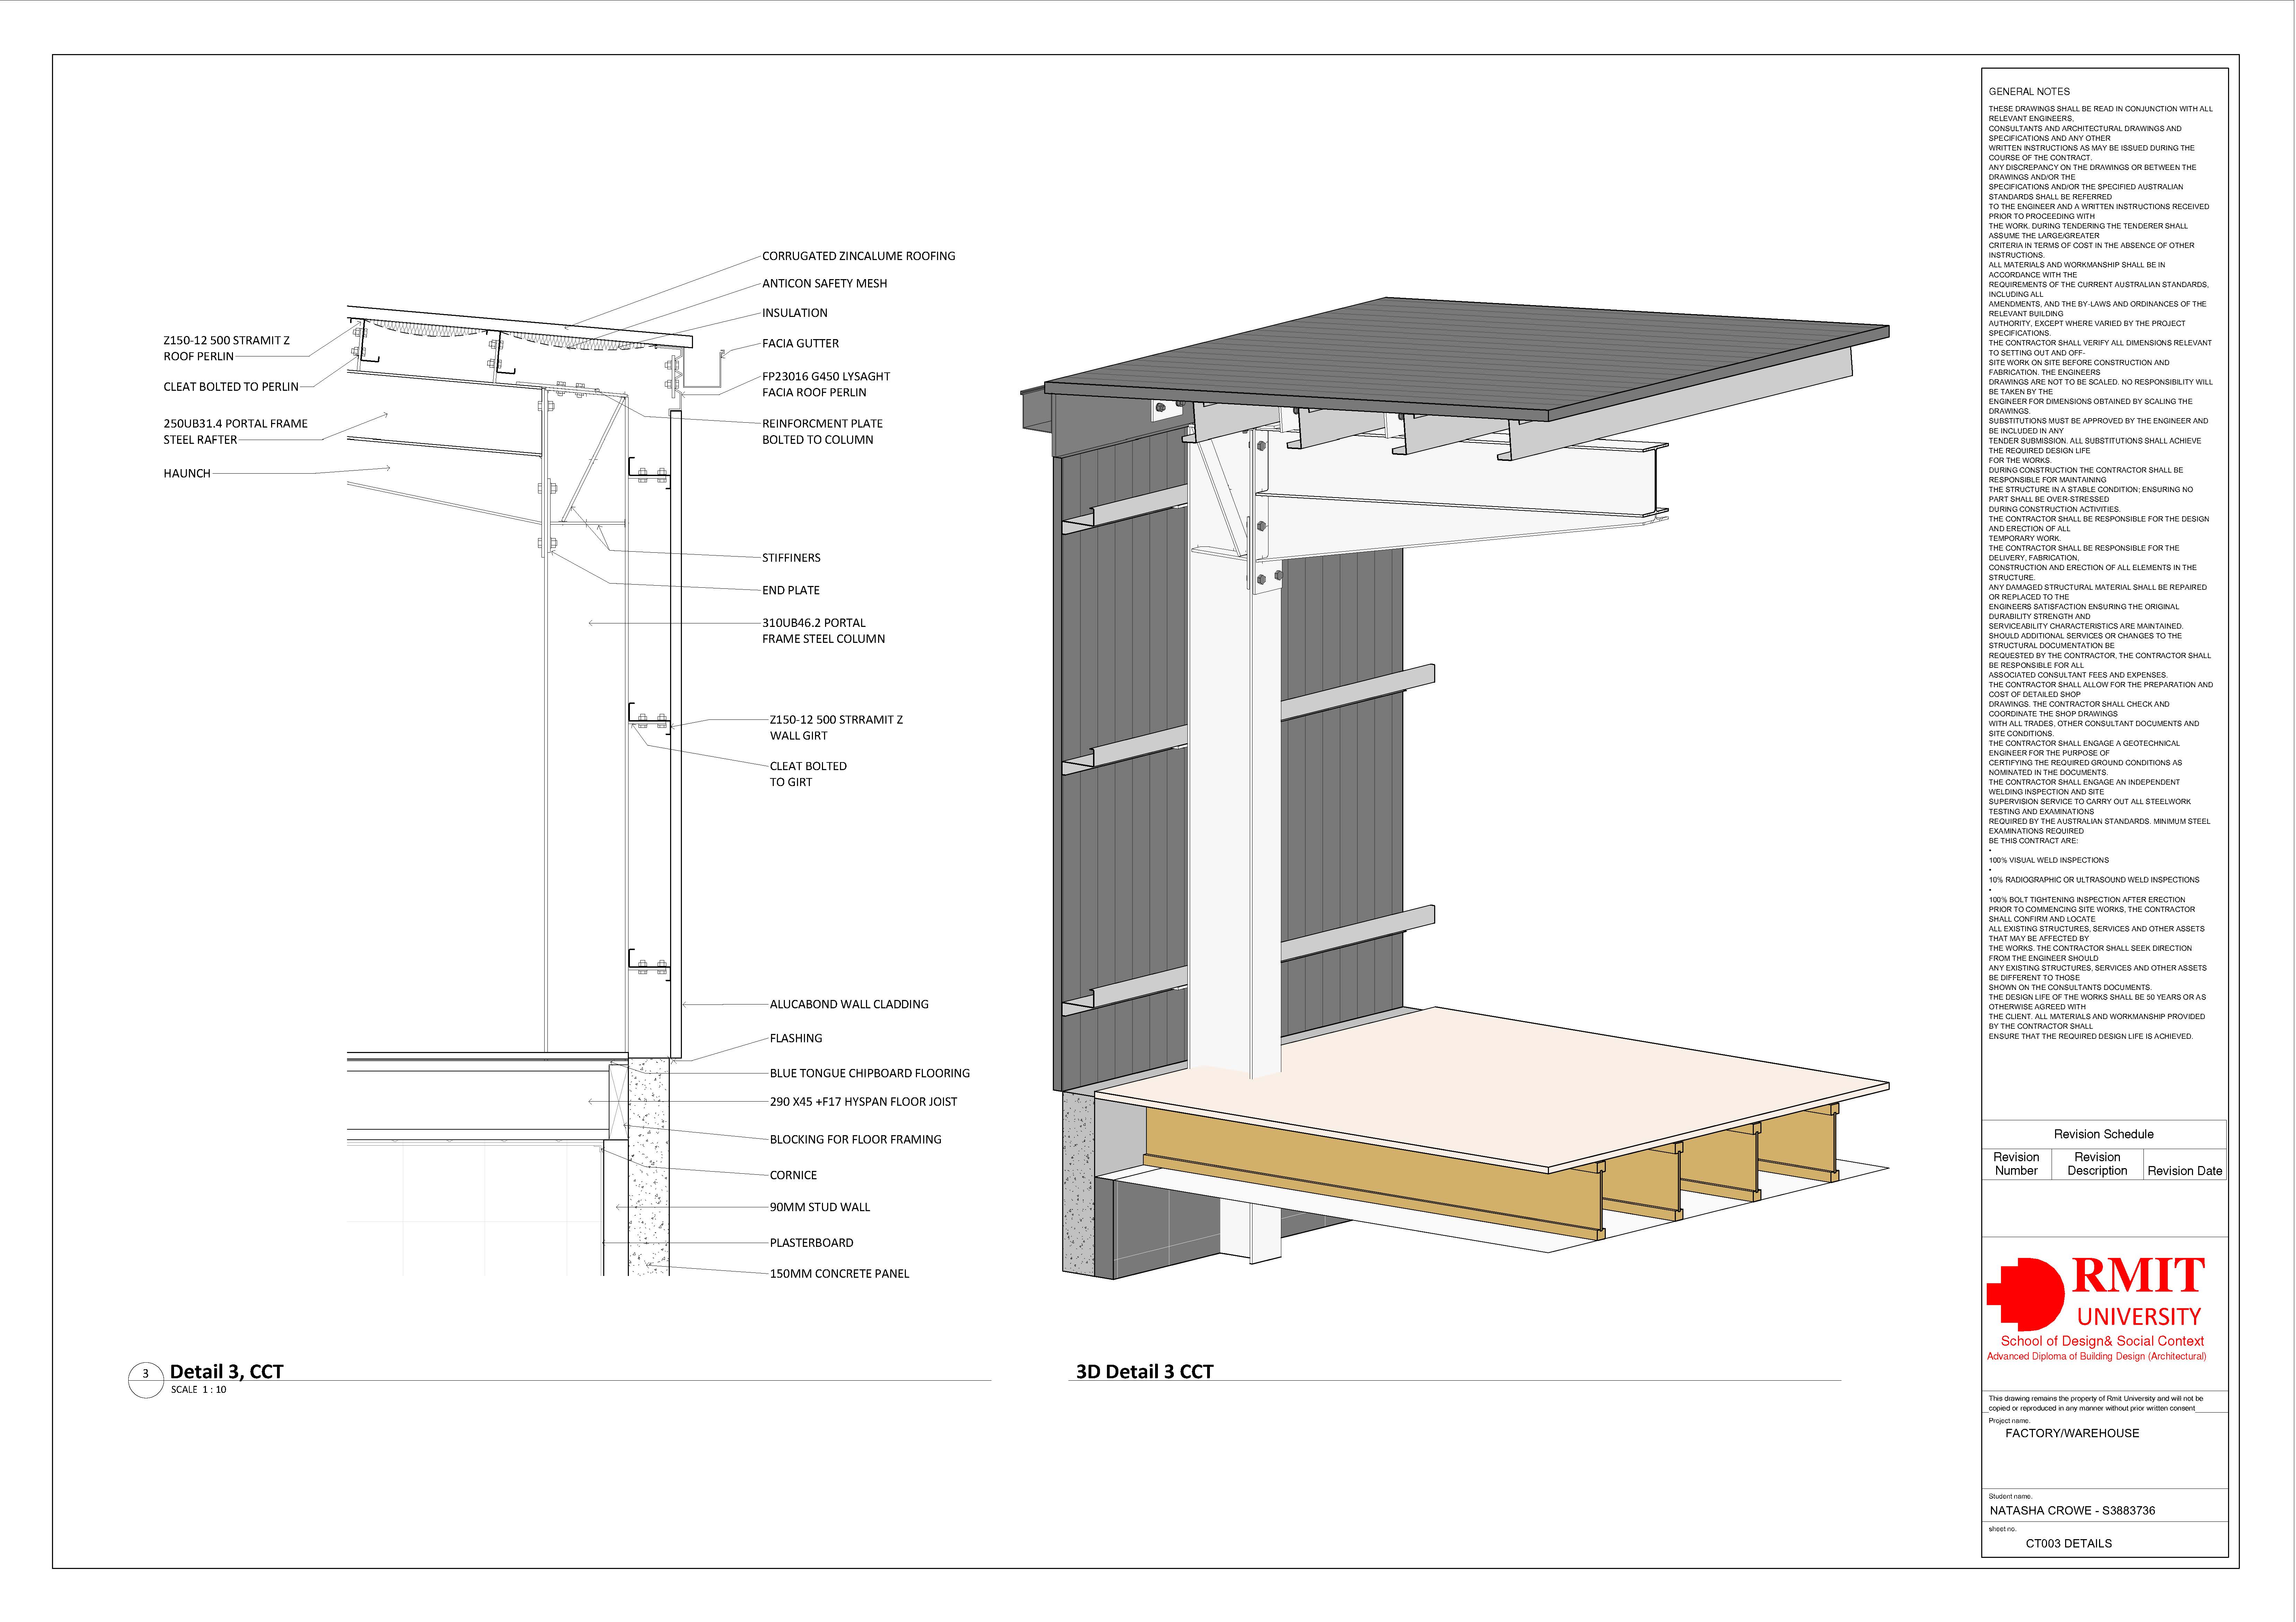 CORRUGATED ZINCALUME ROOFING
ANTICON SAFETY MESH
INSULATION
FACIA GUTTER
FP23016 G450 LYSAGHT
FACIA ROOF PERLIN
REINFORCMENT PLATE
BOLTED TO COLUMN
Z150-12 500 STRAMIT Z
ROOF PERLIN
CLEAT BOLTED TO PERLIN
250UB31.4 PORTAL FRAME
STEEL RAFTER
HAUNCH
STIFFINERS
END PLATE
310UB46.2 PORTAL
FRAME STEEL COLUMN
Z150-12 500 STRRAMIT Z
WALL GIRT
CLEAT BOLTED
TO GIRT
ALUCABOND WALL CLADDING
FLASHING
BLUE TONGUE CHIPBOARD FLOORING
290 X45 +F17 HYSPAN FLOOR JOIST
BLOCKING FOR FLOOR FRAMING
CORNICE
90MM STUD WALL
PLASTERBOARD
150MM CONCRETE PANEL
3
Detail 3, CCT
SCALE 1 : 10
3D Detail 3 CCT
GENERAL NOTES
THESE DRAWINGS SHALL BE READ IN CONJUNCTION WITH ALL
RELEVANT ENGINEERS,
CONSULTANTS AND ARCHITECTURAL DRAWINGS AND
SPECIFICATIONS AND ANY OTHER
WRITTEN INSTRUCTIONS AS MAY BE ISSUED DURING THE
COURSE OF THE CONTRACT.
ANY DISCREPANCY ON THE DRAWINGS OR BETWEEN THE
DRAWINGS AND/OR THE
SPECIFICATIONS AND/OR THE SPECIFIED AUSTRALIAN
STANDARDS SHALL BE REFERRED
TO THE ENGINEER AND A WRITTEN INSTRUCTIONS RECEIVED
PRIOR TO PROCEEDING WITH
THE WORK. DURING TENDERING THE TENDERER SHALL
ASSUME THE LARGE/GREATER
CRITERIA IN TERMS OF COST IN THE ABSENCE OF OTHER
INSTRUCTIONS.
ALL MATERIALS AND WORKMANSHIP SHALL BE IN
ACCORDANCE WITH THE
REQUIREMENTS OF THE CURRENT AUSTRALIAN STANDARDS,
INCLUDING ALL
AMENDMENTS, AND THE BY-LAWS AND ORDINANCES OF THE
RELEVANT BUILDING
AUTHORITY, EXCEPT WHERE VARIED BY THE PROJECT
SPECIFICATIONS.
THE CONTRACTOR SHALL VERIFY ALL DIMENSIONS RELEVANT
TO SETTING OUT AND OFF-
SITE WORK ON SITE BEFORE CONSTRUCTION AND
FABRICATION. THE ENGINEERS
DRAWINGS ARE NOT TO BE SCALED. NO RESPONSIBILITY WILL
BE TAKEN BY THE
ENGINEER FOR DIMENSIONS OBTAINED BY SCALING THE
DRAWINGS.
SUBSTITUTIONS MUST BE APPROVED BY THE ENGINEER AND
BE INCLUDED IN ANY
TENDER SUBMISSION. ALL SUBSTITUTIONS SHALL ACHIEVE
THE REQUIRED DESIGN LIFE
FOR THE WORKS.
DURING CONSTRUCTION THE CONTRACTOR SHALL BE
RESPONSIBLE FOR MAINTAINING
THE STRUCTURE IN A STABLE CONDITION; ENSURING NO
PART SHALL BE OVER-STRESSED
DURING CONSTRUCTION ACTIVITIES.
THE CONTRACTOR SHALL BE RESPONSIBLE FOR THE DESIGN
AND ERECTION OF ALL
TEMPORARY WORK.
THE CONTRACTOR SHALL BE RESPONSIBLE FOR THE
DELIVERY, FABRICATION,
CONSTRUCTION AND ERECTION OF ALL ELEMENTS IN THE
STRUCTURE.
ANY DAMAGED STRUCTURAL MATERIAL SHALL BE REPAIRED
OR REPLACED TO THE
ENGINEERS SATISFACTION ENSURING THE ORIGINAL
DURABILITY STRENGTH AND
SERVICEABILITY CHARACTERISTICS ARE MAINTAINED.
SHOULD ADDITIONAL SERVICES OR CHANGES TO THE
STRUCTURAL DOCUMENTATION BE
REQUESTED BY THE CONTRACTOR, THE CONTRACTOR SHALL
BE RESPONSIBLE FOR ALL
ASSOCIATED CONSULTANT FEES AND EXPENSES.
THE CONTRACTOR SHALL ALLOW FOR THE PREPARATION AND
COST OF DETAILED SHOP
DRAWINGS. THE CONTRACTOR SHALL CHECK AND
COORDINATE THE SHOP DRAWINGS
WITH ALL TRADES, OTHER CONSULTANT DOCUMENTS AND
SITE CONDITIONS.
THE CONTRACTOR SHALL ENGAGE A GEOTECHNICAL
ENGINEER FOR THE PURPOSE OF
CERTIFYING THE REQUIRED GROUND CONDITIONS AS
NOMINATED IN THE DOCUMENTS.
THE CONTRACTOR SHALL ENGAGE AN INDEPENDENT
WELDING INSPECTION AND SITE
SUPERVISION SERVICE TO CARRY OUT ALL STEELWORK
TESTING AND EXAMINATIONS
REQUIRED BY THE AUSTRALIAN STANDARDS. MINIMUM STEEL
EXAMINATIONS REQUIRED
BE THIS CONTRACT ARE:
•
100% VISUAL WELD INSPECTIONS
•
10% RADIOGRAPHIC OR ULTRASOUND WELD INSPECTIONS
•
100% BOLT TIGHTENING INSPECTION AFTER ERECTION
PRIOR TO COMMENCING SITE WORKS, THE CONTRACTOR
SHALL CONFIRM AND LOCATE
ALL EXISTING STRUCTURES, SERVICES AND OTHER ASSETS
THAT MAY BE AFFECTED BY
THE WORKS. THE CONTRACTOR SHALL SEEK DIRECTION
FROM THE ENGINEER SHOULD
ANY EXISTING STRUCTURES, SERVICES AND OTHER ASSETS
BE DIFFERENT TO THOSE
SHOWN ON THE CONSULTANTS DOCUMENTS.
THE DESIGN LIFE OF THE WORKS SHALL BE 50 YEARS OR AS
OTHERWISE AGREED WITH
THE CLIENT. ALL MATERIALS AND WORKMANSHIP PROVIDED
BY THE CONTRACTOR SHALL
ENSURE THAT THE REQUIRED DESIGN LIFE IS ACHIEVED.
Revision Schedule
Revision Number
Revision Description
Revision Date
RMIT
UNIVERSITY
School of Design& Social Context
Advanced Diploma of Building Design (Architectural)
This drawing remains the property of Rmit University and will not be
copied or reproduced in any manner without prior written consent
Project name.
FACTORY/WAREHOUSE
Student name.
NATASHA CROWE - S3883736
sheet no.
CT003 DETAILS